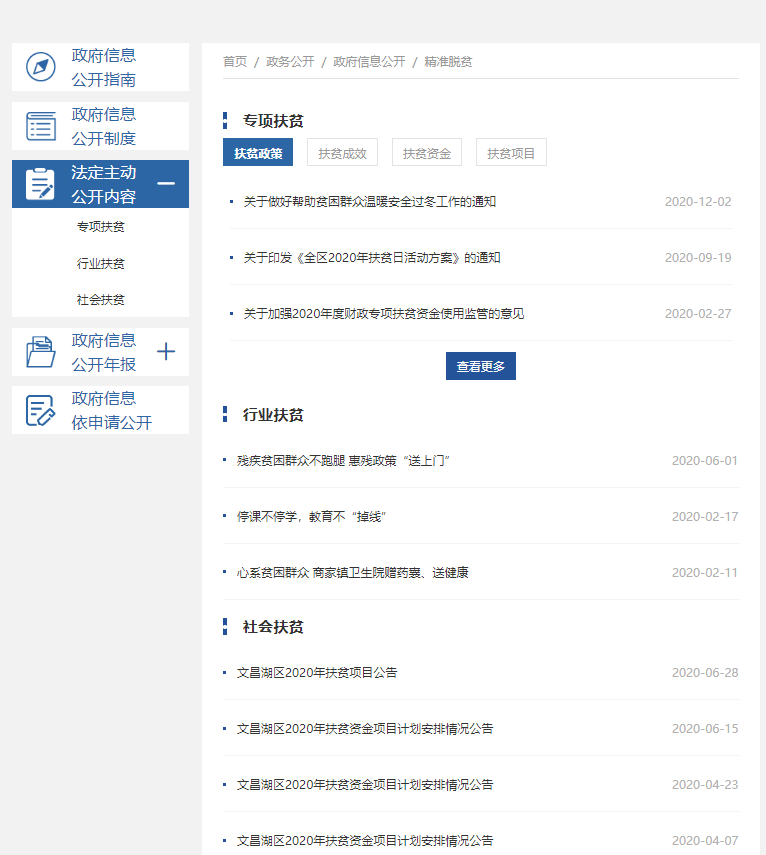 政府信息
公开指南
政府信息
公开制度
法定主动
公开内容
专项扶贫
行业扶贫
社会扶贫
政府信息
公开年报
政府信息
依申请公开
首页 / 政务公开 / 政府信息公开 / 精准脱贫
专项扶贫
扶贫政策 扶贫成效 扶贫资金 扶贫项目
关于做好帮助贫困群众温暖安全过冬工作的通知 2020-12-02
关于印发《全区2020年扶贫日活动方案》的通知 2020-09-19
关于加强2020年度财政专项扶贫资金使用监管的意见 2020-02-27
查看更多
行业扶贫
残疾贫困群众不跑腿 惠残政策“送上门” 2020-06-01
停课不停学，教育不“掉线” 2020-02-17
心系贫困群众 商家镇卫生院赠药囊、送健康 2020-02-11
社会扶贫
文昌湖区2020年扶贫项目公告 2020-06-28
文昌湖区2020年扶贫资金项目计划安排情况公告 2020-06-15
文昌湖区2020年扶贫资金项目计划安排情况公告 2020-04-23
文昌湖区2020年扶贫资金项目计划安排情况公告 2020-04-07